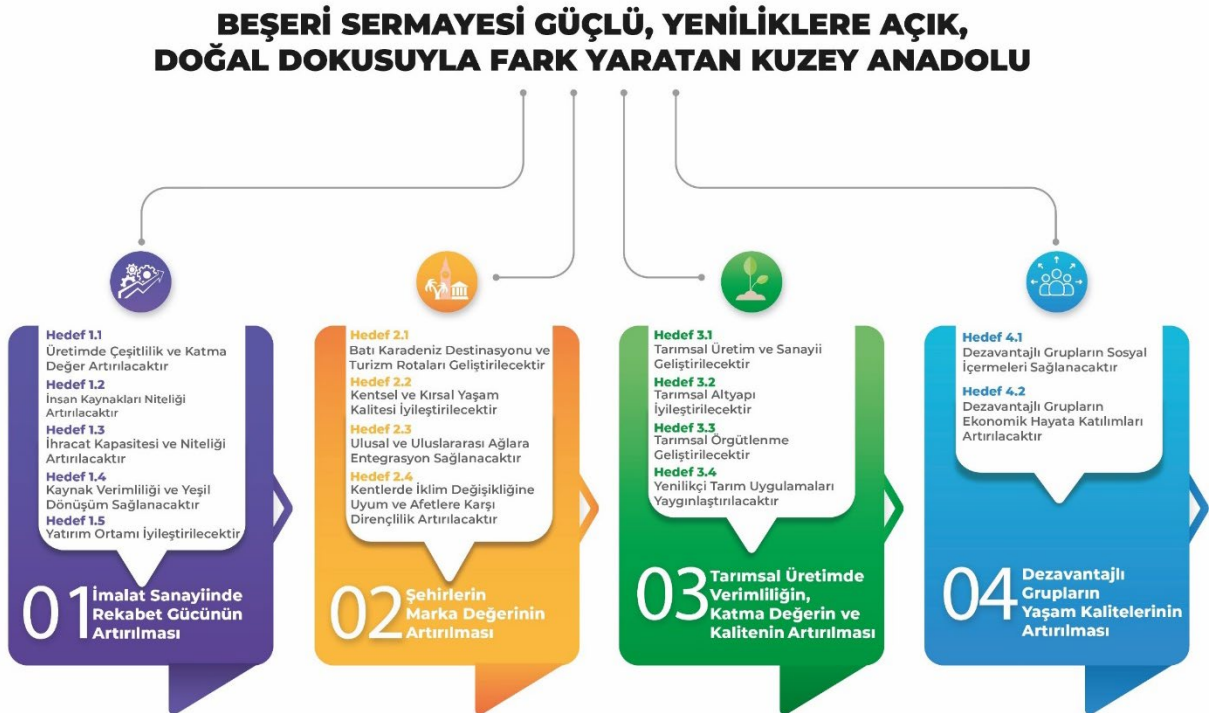 BEŞERİ SERMAYESİ GÜÇLÜ, YENİLİKLERE AÇIK,
DOĞAL DOKUSUYLA FARK YARATAN KUZEY ANADOLU
Hedef 1.1
Üretimde Çeşitlilik ve Katma
Değer Artırılacaktır
Hedef 1.2
İnsan Kaynakları Niteliği
Artırılacaktır
Hedef 1.3
İhracat Kapasitesi ve Niteliği
Artırılacaktır
Hedef 1.4
Kaynak Verimliliği ve Yeşil
Dönüşüm Sağlanacaktır
Hedef 1.5
Yatırım Ortamı İyileştirilecektir
01
İmalat Sanayiinde
Rekabet Gücünün
Artırılması
Hedef 2.1
Batı Karadeniz Destinasyonu ve
Turizm Rotaları Geliştirilecektir
Hedef 2.2
Kentsel ve Kırsal Yaşam
Kalitesi İyileştirilecektir
Hedef 2.3
Ulusal ve Uluslararası Ağlara
Entegrasyon Sağlanacaktır
Hedef 2.4
Kentlerde İklim Değişikliğine
Uyum ve Afetlere Karşı
Dirençlilik Artırılacaktır
02
Şehirlerin
Marka Değerinin
Artırılması
Hedef 3.1
Tarımsal Üretim ve Sanayii
Geliştirilecektir
Hedef 3.2
Tarımsal Altyapı
İyileştirilecektir
Hedef 3.3
Tarımsal Örgütlenme
Geliştirilecektir
Hedef 3.4
Yenilikçi Tarım Uygulamaları
Yaygınlaştırılacaktır
03
Tarımsal Üretimde
Verimliliğin,
Katma Değerin ve
Kalitenin Artırılması
Hedef 4.1
Dezavantajlı Grupların Sosyal
İçermeleri Sağlanacaktır
Hedef 4.2
Dezavantajlı Grupların
Ekonomik Hayata Katılımları
Artırılacaktır
04
Dezavantajlı
Grupların
Yaşam Kalitelerinin
Artırılması